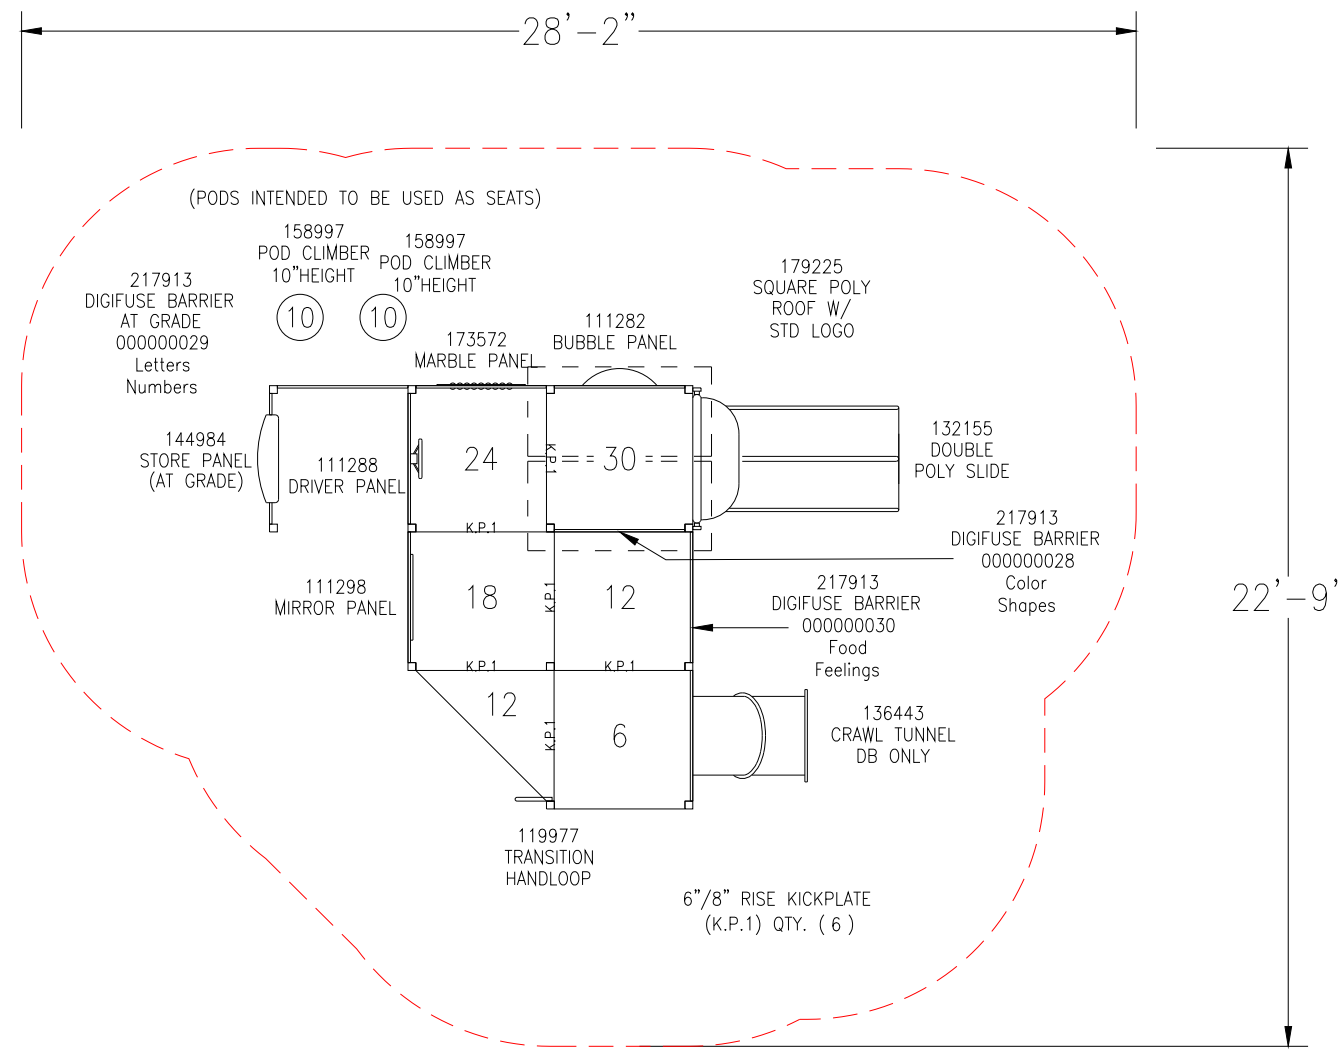 28'-2"
(PODS INTENDED TO BE USED AS SEATS)
158997
POD CLIMBER
10"HEIGHT
158997
POD CLIMBER
10"HEIGHT
217913
DIGIFUSE BARRIER
AT GRADE
000000029
Letters
Numbers
10
10
179225
SQUARE POLY
ROOF W/
STD LOGO
111282
BUBBLE PANEL
173572
MARBLE PANEL
144984
STORE PANEL
(AT GRADE)
111288
DRIVER PANEL
24
K.P.1
30
132155
DOUBLE
POLY SLIDE
K.P.1
217913
DIGIFUSE BARRIER
000000028
Color
Shapes
111298
MIRROR PANEL
18
K.P.1
12
217913
DIGIFUSE BARRIER
000000030
Food
Feelings
22'-9'
K.P.1
K.P.1
12
K.P.1
6
136443
CRAWL TUNNEL
DB ONLY
119977
TRANSITION
HANDLOOP
6"/8" RISE KICKPLATE
(K.P.1) QTY. ( 6 )